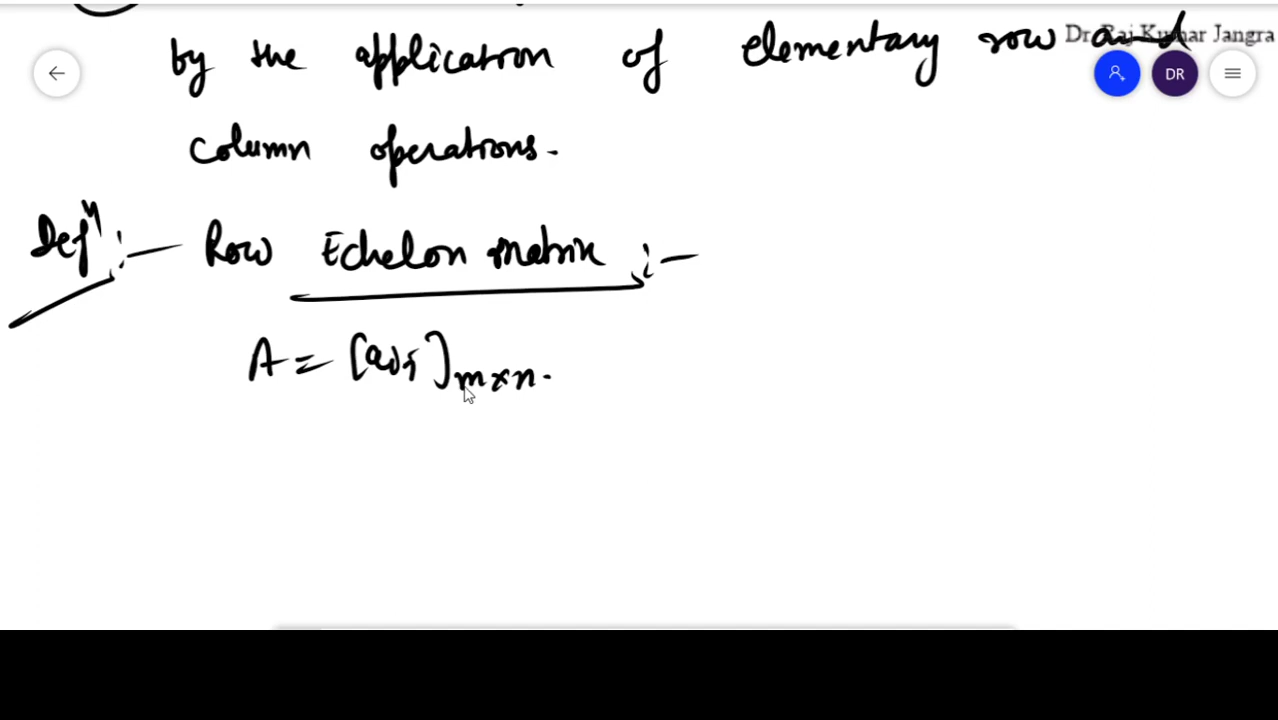 by the application of elementary row and
Dr Raj Kumar Jangra
DR
column operations.
Defn :- Row Echelon matrix :-
A = [aij]m×n.